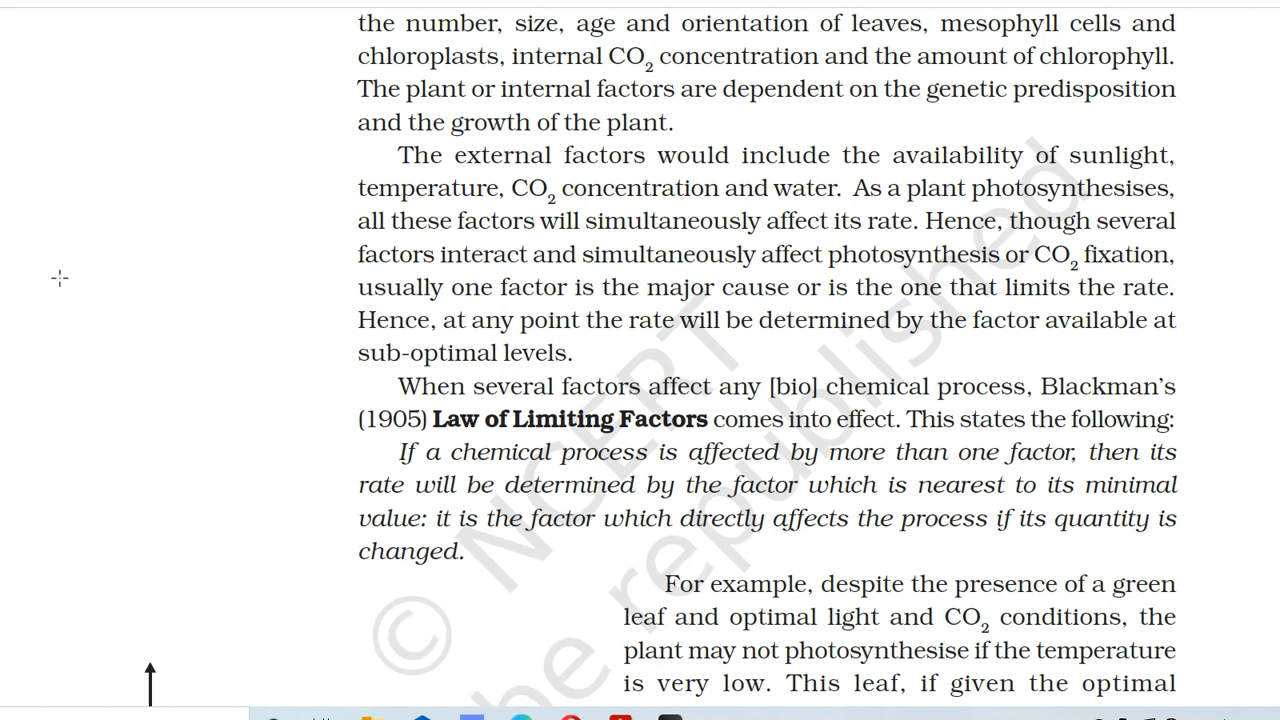 the number, size, age and orientation of leaves, mesophyll cells and
chloroplasts, internal CO₂ concentration and the amount of chlorophyll.
The plant or internal factors are dependent on the genetic predisposition
and the growth of the plant.
The external factors would include the availability of sunlight,
temperature, CO₂ concentration and water. As a plant photosynthesises,
all these factors will simultaneously affect its rate. Hence, though several
factors interact and simultaneously affect photosynthesis or CO₂ fixation,
usually one factor is the major cause or is the one that limits the rate.
Hence, at any point the rate will be determined by the factor available at
sub-optimal levels.
When several factors affect any [bio] chemical process, Blackman's
(1905) Law of Limiting Factors comes into effect. This states the following:
If a chemical process is affected by more than one factor, then its
rate will be determined by the factor which is nearest to its minimal
value: it is the factor which directly affects the process if its quantity is
changed.
For example, despite the presence of a green
leaf and optimal light and CO₂ conditions, the
plant may not photosynthesise if the temperature
is very low. This leaf, if given the optimal
© NCERT
be republished